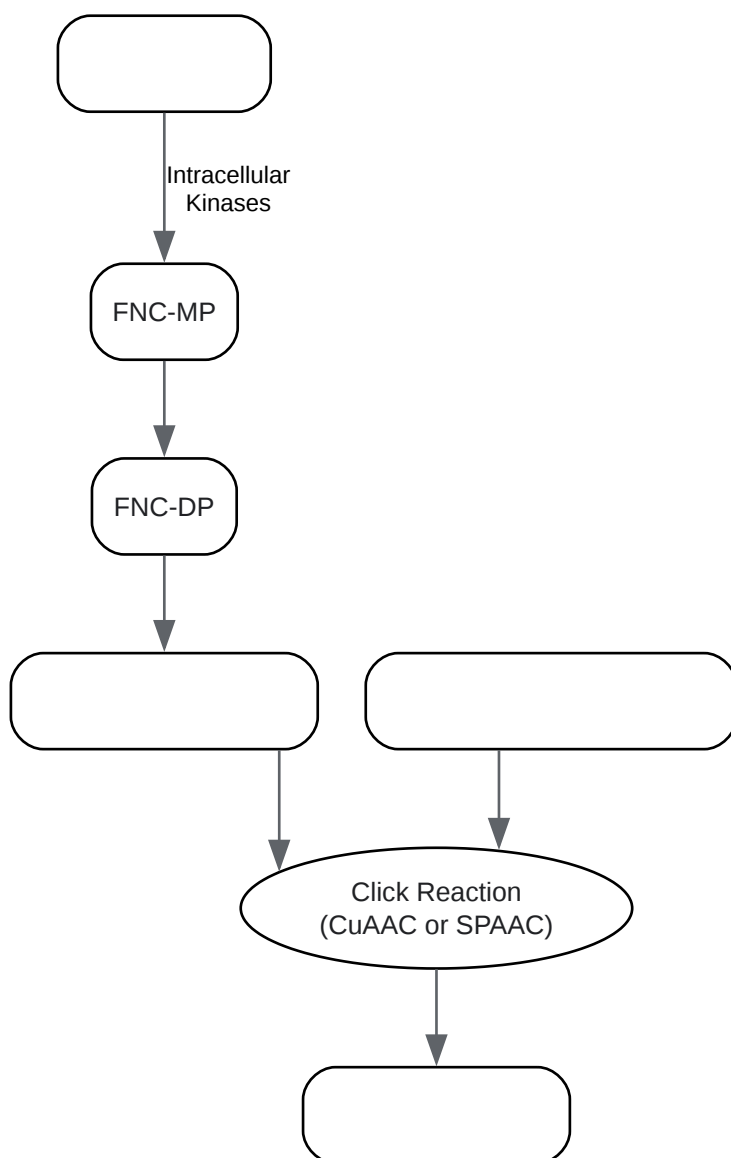 Intracellular
Kinases
FNC-MP
FNC-DP
Click Reaction
(CuAAC or SPAAC)